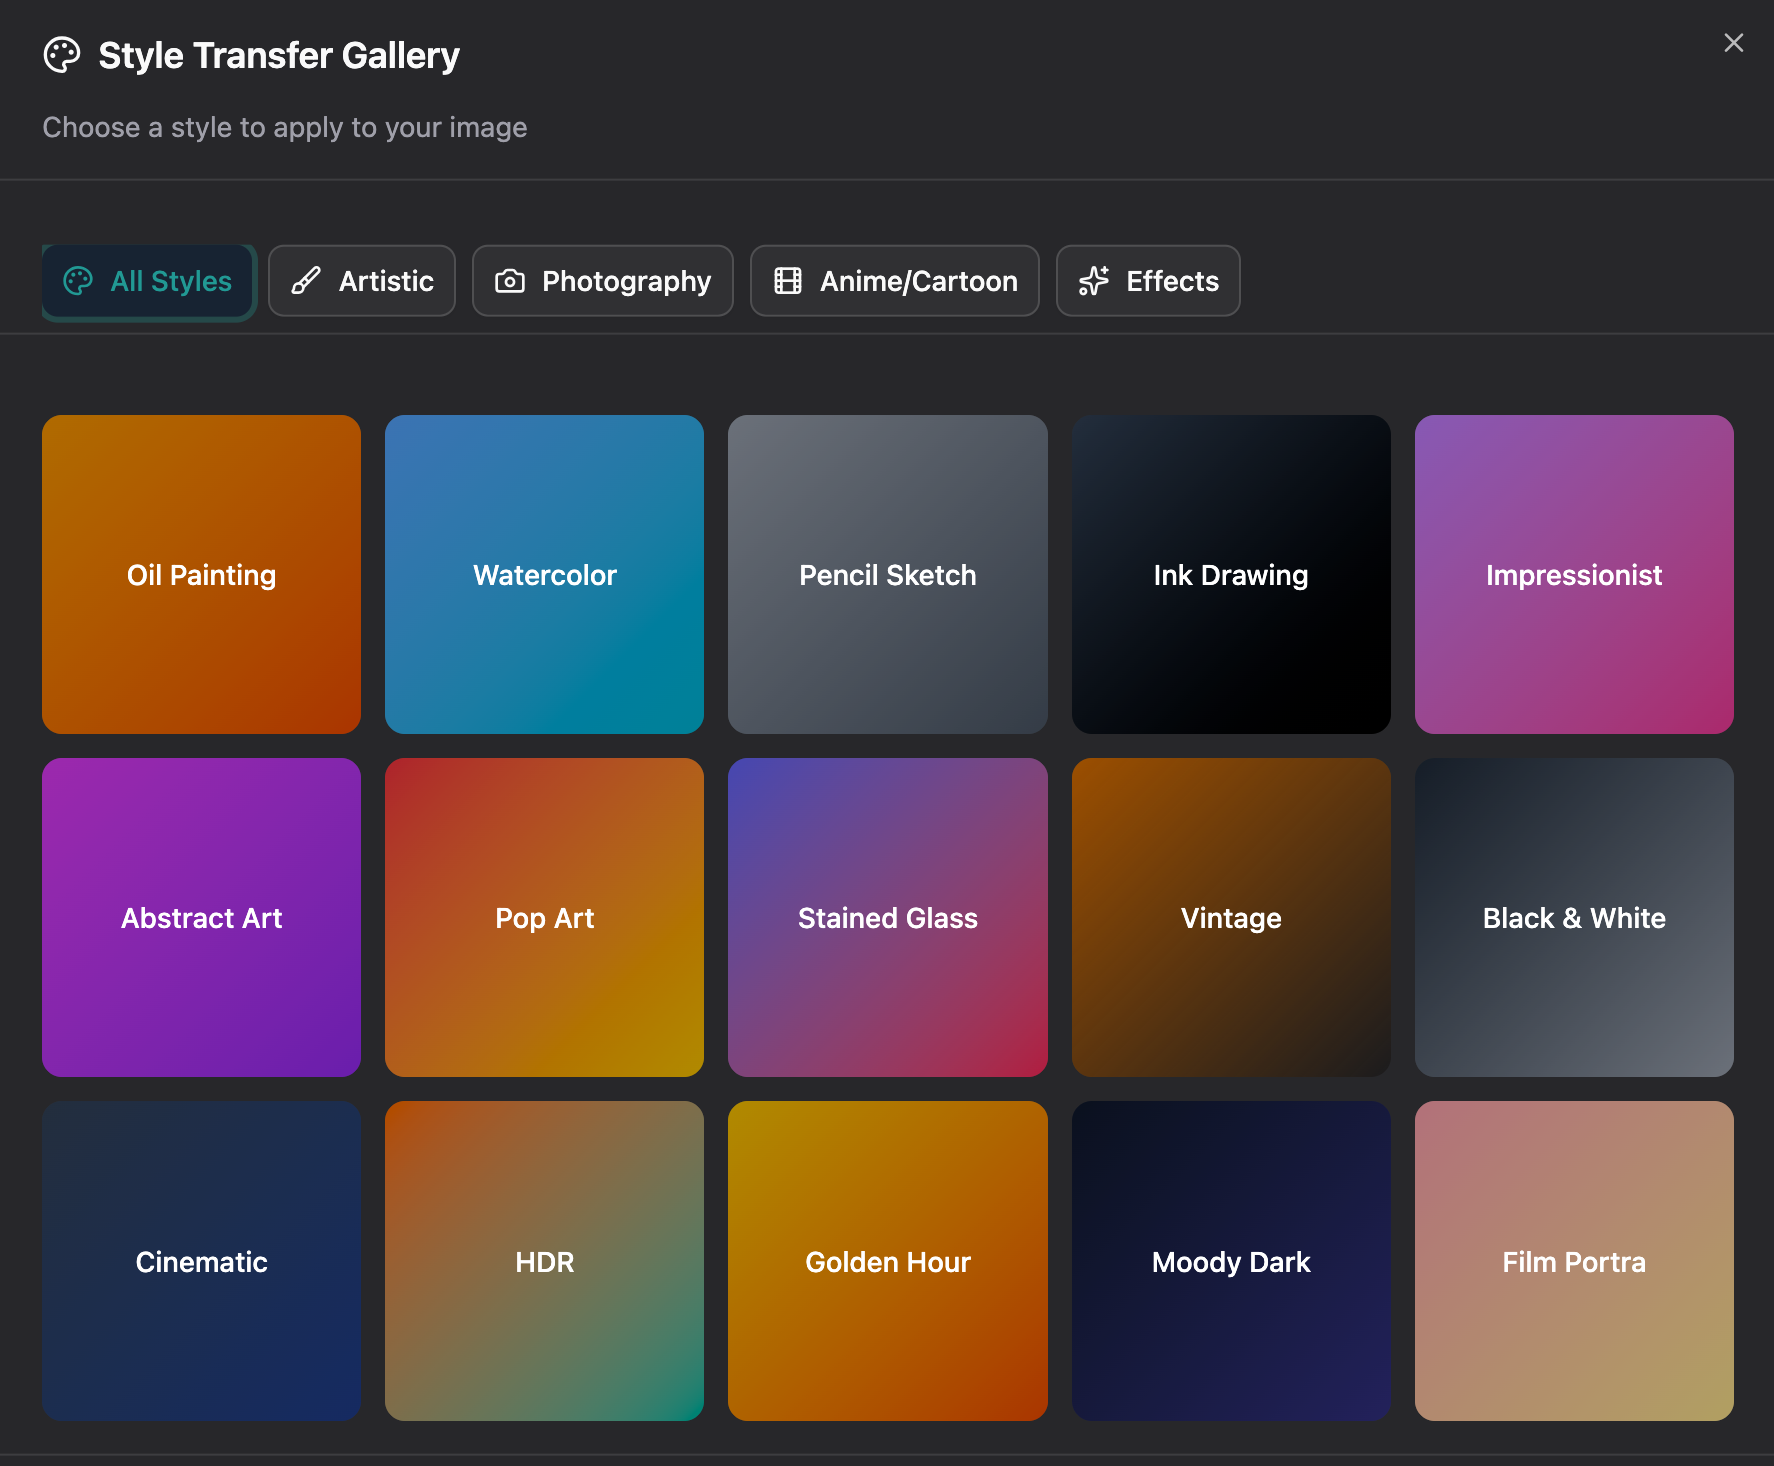 Style Transfer Gallery
Choose a style to apply to your image
All Styles
Artistic
Photography
Anime/Cartoon
Effects
Oil Painting
Watercolor
Pencil Sketch
Ink Drawing
Impressionist
Abstract Art
Pop Art
Stained Glass
Vintage
Black & White
Cinematic
HDR
Golden Hour
Moody Dark
Film Portra